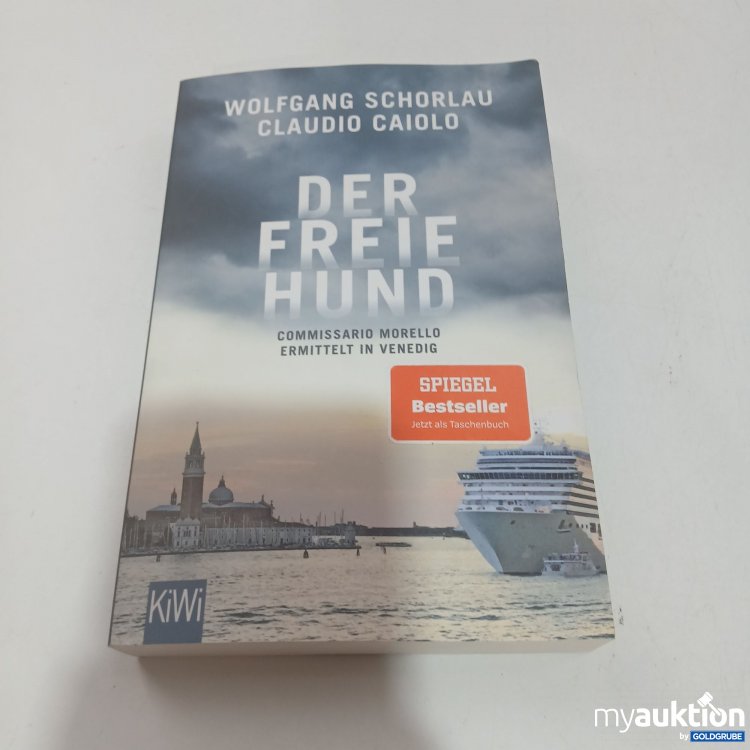 WOLFGANG SCHORLAU
CLAUDIO CAIOLO
DER
FREIE
HUND
COMMISSARIO MORELLO
ERMITTELT IN VENEDIG
SPIEGEL
Bestseller
Jetzt als Taschenbuch
KiWi
myauktion
by GOLDGRUBE